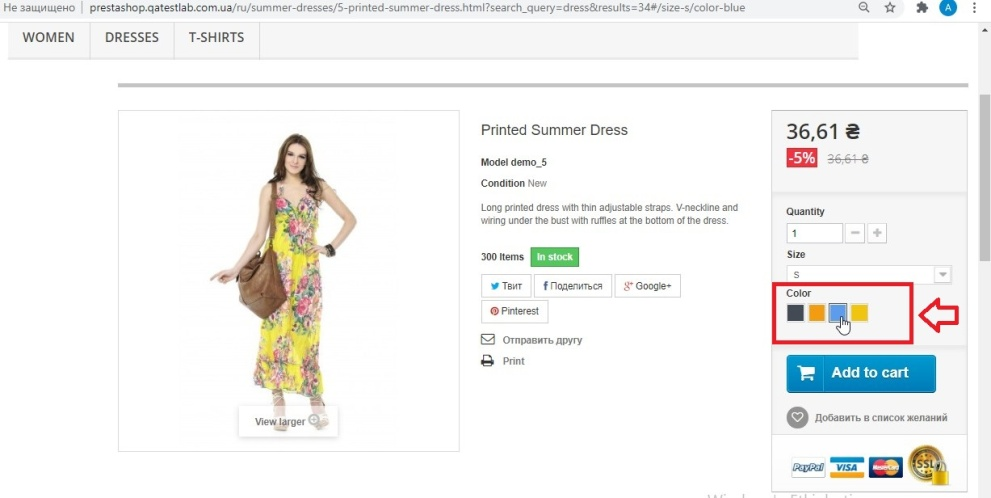 Не защищено | prestashop.qatestlab.com.ua/ru/summer-dresses/5-printed-summer-dress.html?search_query=dress&results=34#/size-s/color-blue
A
WOMEN DRESSES T-SHIRTS
Printed Summer Dress
Model demo_5
Condition New
Long printed dress with thin adjustable straps. V-neckline and
wiring under the bust with ruffles at the bottom of the dress.
300 Items In stock
Твит Поделиться Google+
Pinterest
Отправить другу
Print
View larger
36,61 ₴
-5% 36,61 ₴
Quantity
1
Size
S
Color
Add to cart
Добавить в список желаний
PayPal VISA MasterCard SSL